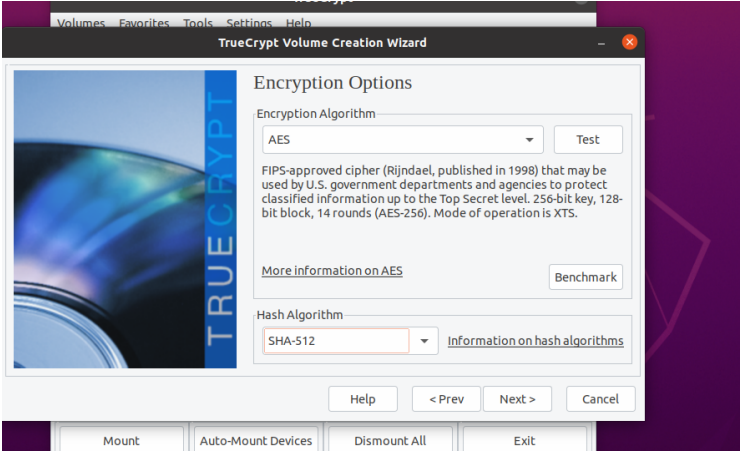 Volumes Favorites Tools Settings Help
TrueCrypt Volume Creation Wizard
TRUECRYPT
Encryption Options
Encryption Algorithm
AES
Test
FIPS-approved cipher (Rijndael, published in 1998) that may be
used by U.S. government departments and agencies to protect
classified information up to the Top Secret level. 256-bit key, 128-
bit block, 14 rounds (AES-256). Mode of operation is XTS.
More information on AES
Benchmark
Hash Algorithm
SHA-512
Information on hash algorithms
Help
< Prev
Next >
Cancel
Mount
Auto-Mount Devices
Dismount All
Exit